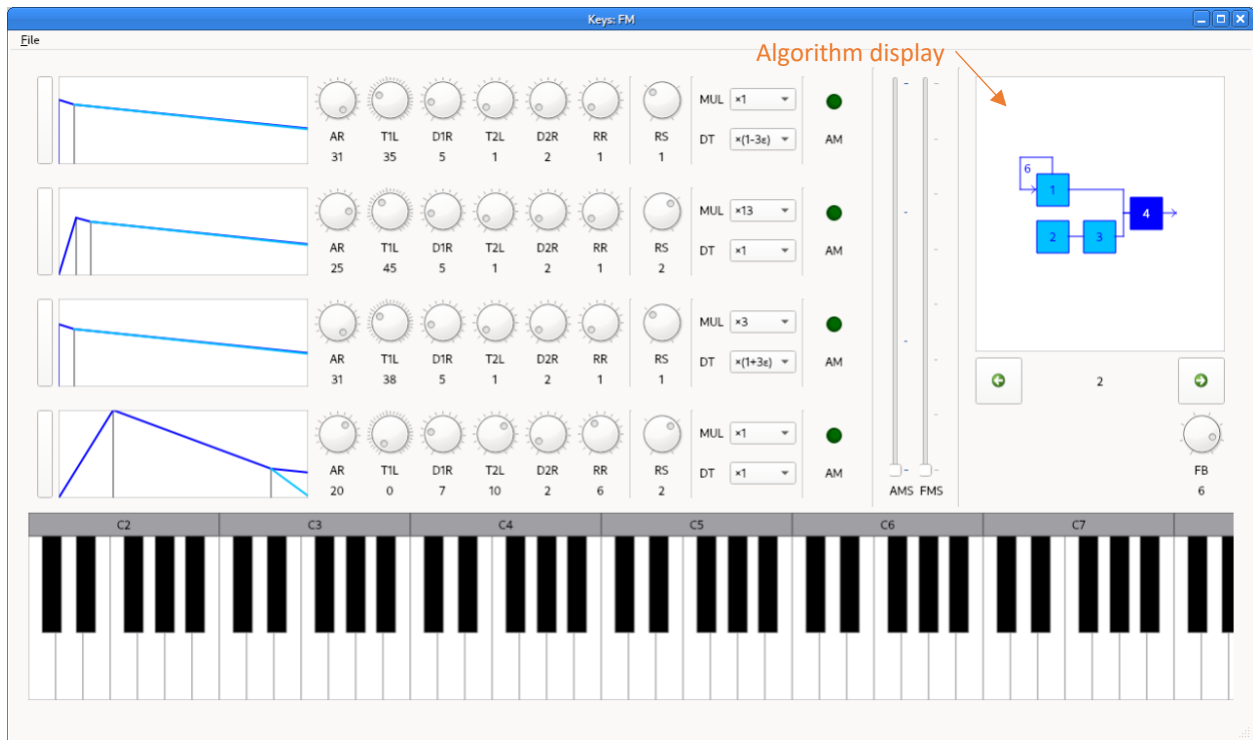 Keys: FM
File
Algorithm display
AR T1L D1R T2L D2R RR RS
31 35 5 1 2 1 1
MUL ×1
DT ×(1-3ε)
AM
AR T1L D1R T2L D2R RR RS
25 45 5 1 2 1 2
MUL ×13
DT ×1
AM
AR T1L D1R T2L D2R RR RS
31 38 5 1 2 1 1
MUL ×3
DT ×(1+3ε)
AM
AR T1L D1R T2L D2R RR RS
20 0 7 10 2 6 2
MUL ×1
DT ×1
AM
AMS FMS
6
1
4
2 3
2
FB
6
C2 C3 C4 C5 C6 C7